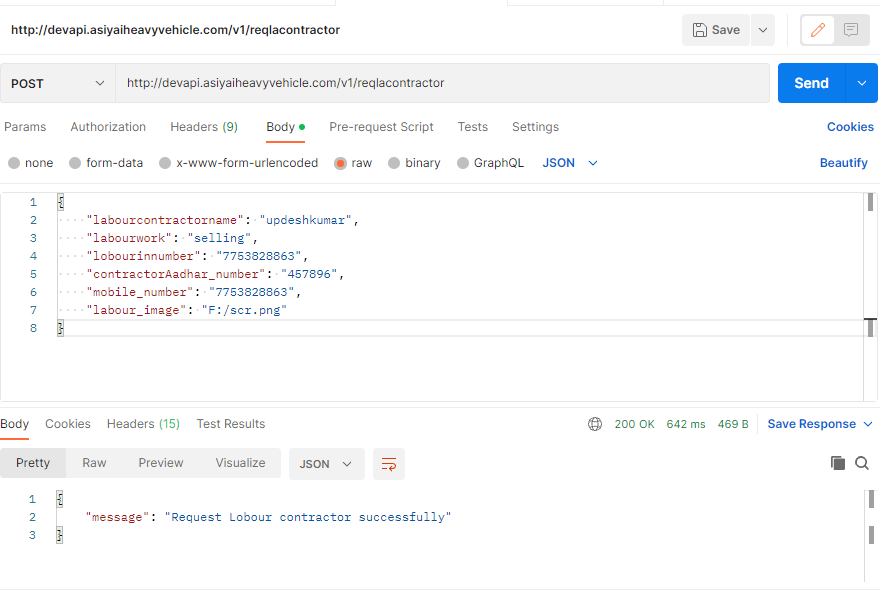 http://devapi.asiyaiheavyvehicle.com/v1/reqlacontractor Save
POST http://devapi.asiyaiheavyvehicle.com/v1/reqlacontractor Send
Params Authorization Headers (9) Body Pre-request Script Tests Settings Cookies
none form-data x-www-form-urlencoded raw binary GraphQL JSON Beautify
1 {
2 "labourcontractorname": "updeshkumar",
3 "labourwork": "selling",
4 "lobourinnumber": "7753828863",
5 "contractorAadhar_number": "457896",
6 "mobile_number": "7753828863",
7 "labour_image": "F:/scr.png"
8 }
Body Cookies Headers (15) Test Results 200 OK 642 ms 469 B Save Response
Pretty Raw Preview Visualize JSON
1 {
2 "message": "Request Lobour contractor successfully"
3 }